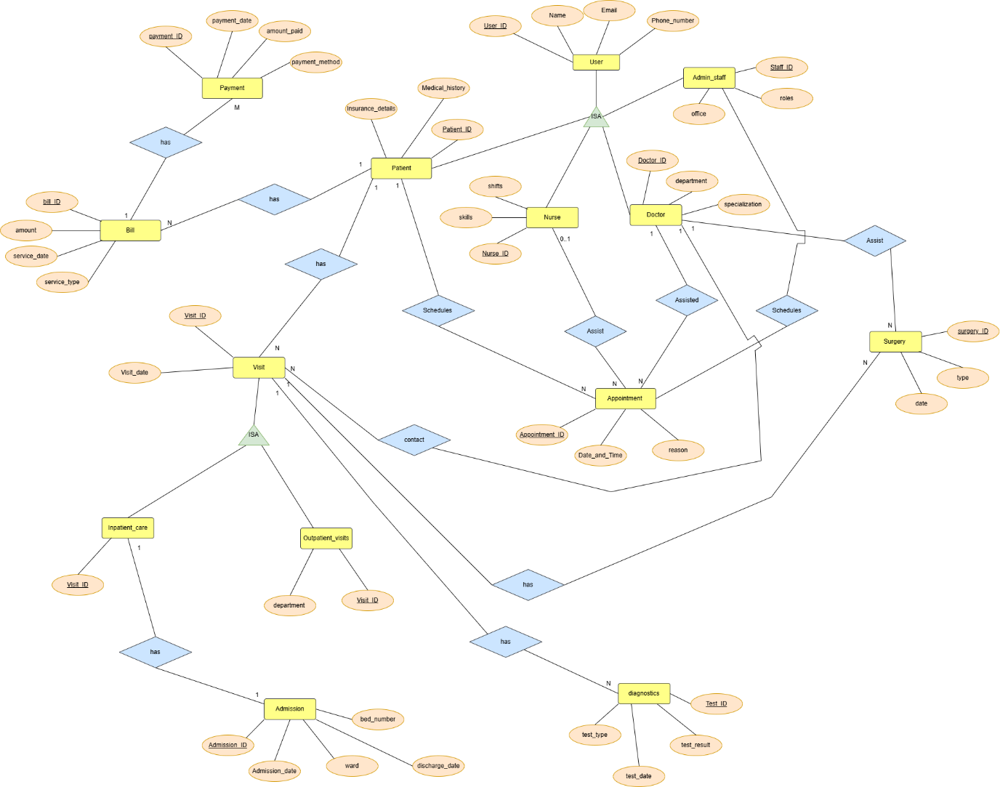 Email
Name
User_ID
Phone_number
payment_date
payment_ID
amount_paid
payment_method
User
Staff_ID
Admin_staff
Payment
Medical_history
roles
M
Insurance_details
office
ISA
Patient_ID
has
Doctor_ID
1
Patient
department
1
1
shifts
has
bill_ID
specialization
Doctor
skills
Nurse
N
1
amount
Bill
1
1
1
0..1
Assist
service_date
Nurse_ID
has
service_type
Assisted
Schedules
Schedules
Visit_ID
N
Assist
surgery_ID
Surgery
N
N
Visit_date
Visit
N
type
N
N
1
N
1
Appointment
date
ISA
Appointment_ID
contact
reason
Date_and_Time
Inpatient_care
Outpatient_visits
1
Visit_ID
has
Visit_ID
department
has
has
N
1
diagnostics
Test_ID
Admission
bed_number
test_type
Admission_ID
test_result
ward
discharge_date
Admission_date
test_date